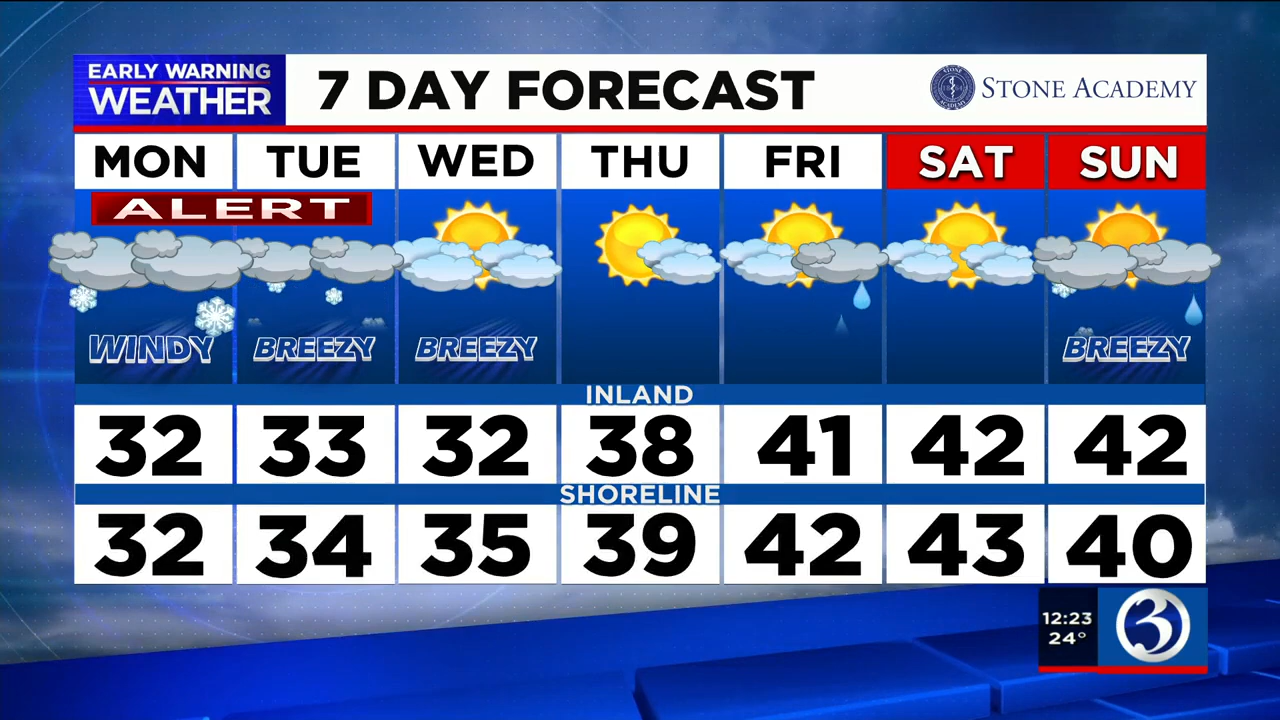 EARLY WARNING
WEATHER
7 DAY FORECAST
STONE ACADEMY
MON TUE WED THU FRI SAT SUN
ALERT
WINDY BREEZY BREEZY BREEZY
INLAND
32 33 32 38 41 42 42
SHORELINE
32 34 35 39 42 43 40
12:23
24°
3